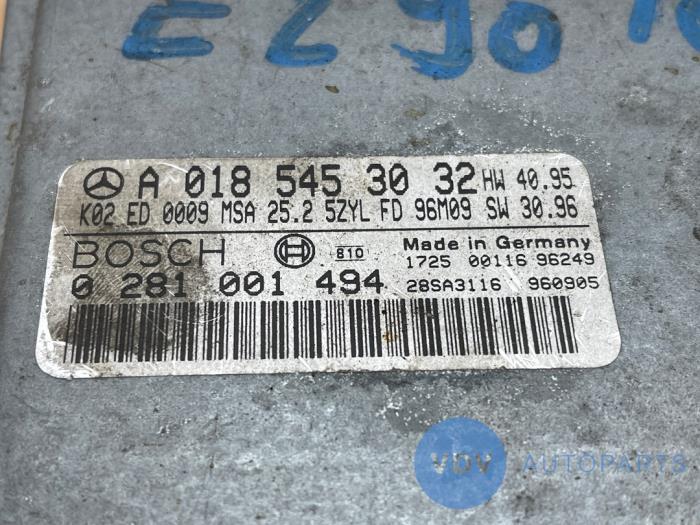 E 290
A 018 545 30 32 HW 40.95
K02 ED 0009 MSA 25.2 5ZYL FD 96M09 SW 30.96
BOSCH 810 Made in Germany
1725 00116 96249
0 281 001 494 28SA3116 960905
VDV AUTOPARTS